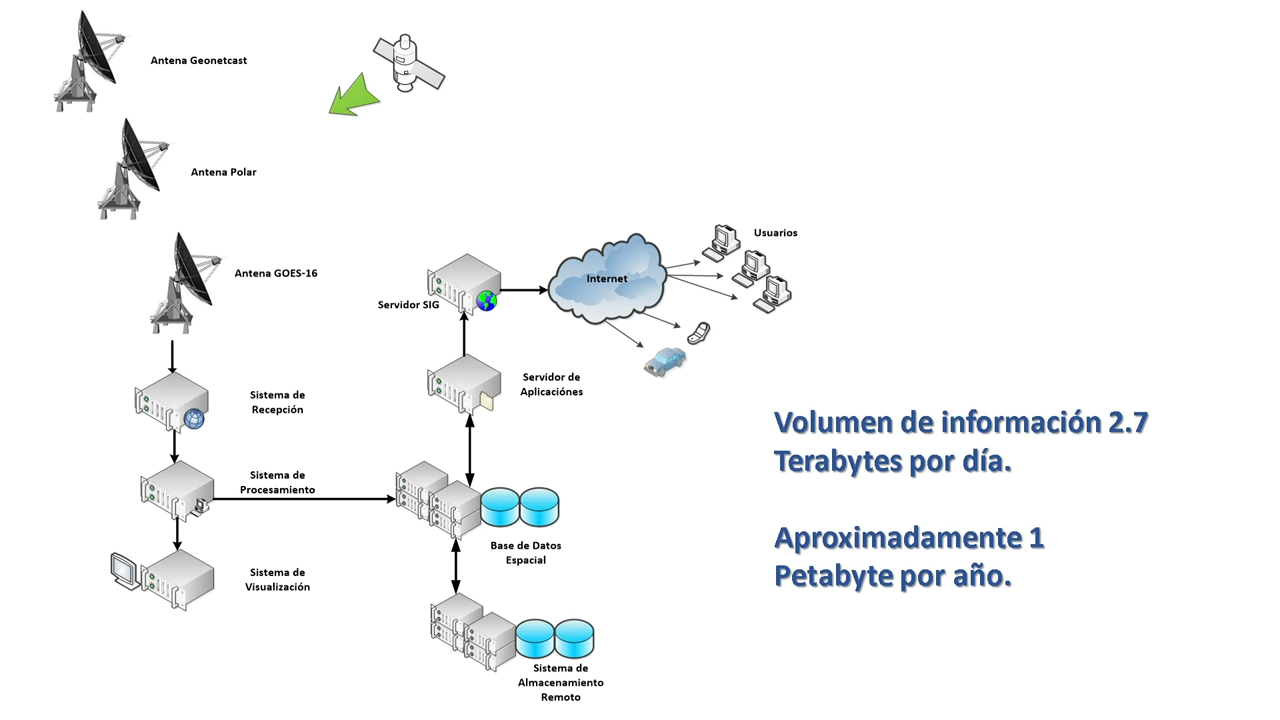 Antena Geonetcast
Antena Polar
Antena GOES-16
Usuarios
Internet
Servidor SIG
Servidor de
Aplicaciónes
Sistema de
Recepción
Sistema de
Procesamiento
Base de Datos
Espacial
Sistema de
Visualización
Sistema de
Almacenamiento
Remoto
Volumen de información 2.7
Terabytes por día.
Aproximadamente 1
Petabyte por año.